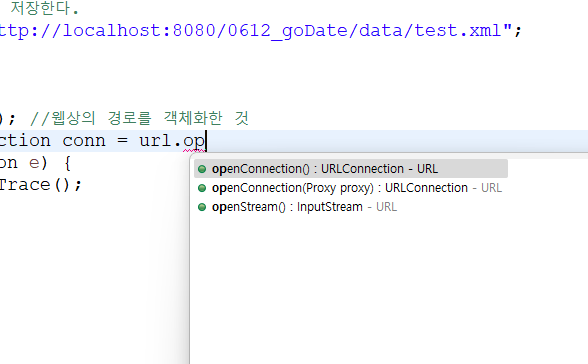 저장한다.
ttp://localhost:8080/0612_goDate/data/test.xml";
); //웹상의 경로를 객체화한 것
ction conn = url.op
on e) {
Trace();
openConnection() : URLConnection - URL
openConnection(Proxy proxy) : URLConnection - URL
openStream() : InputStream - URL